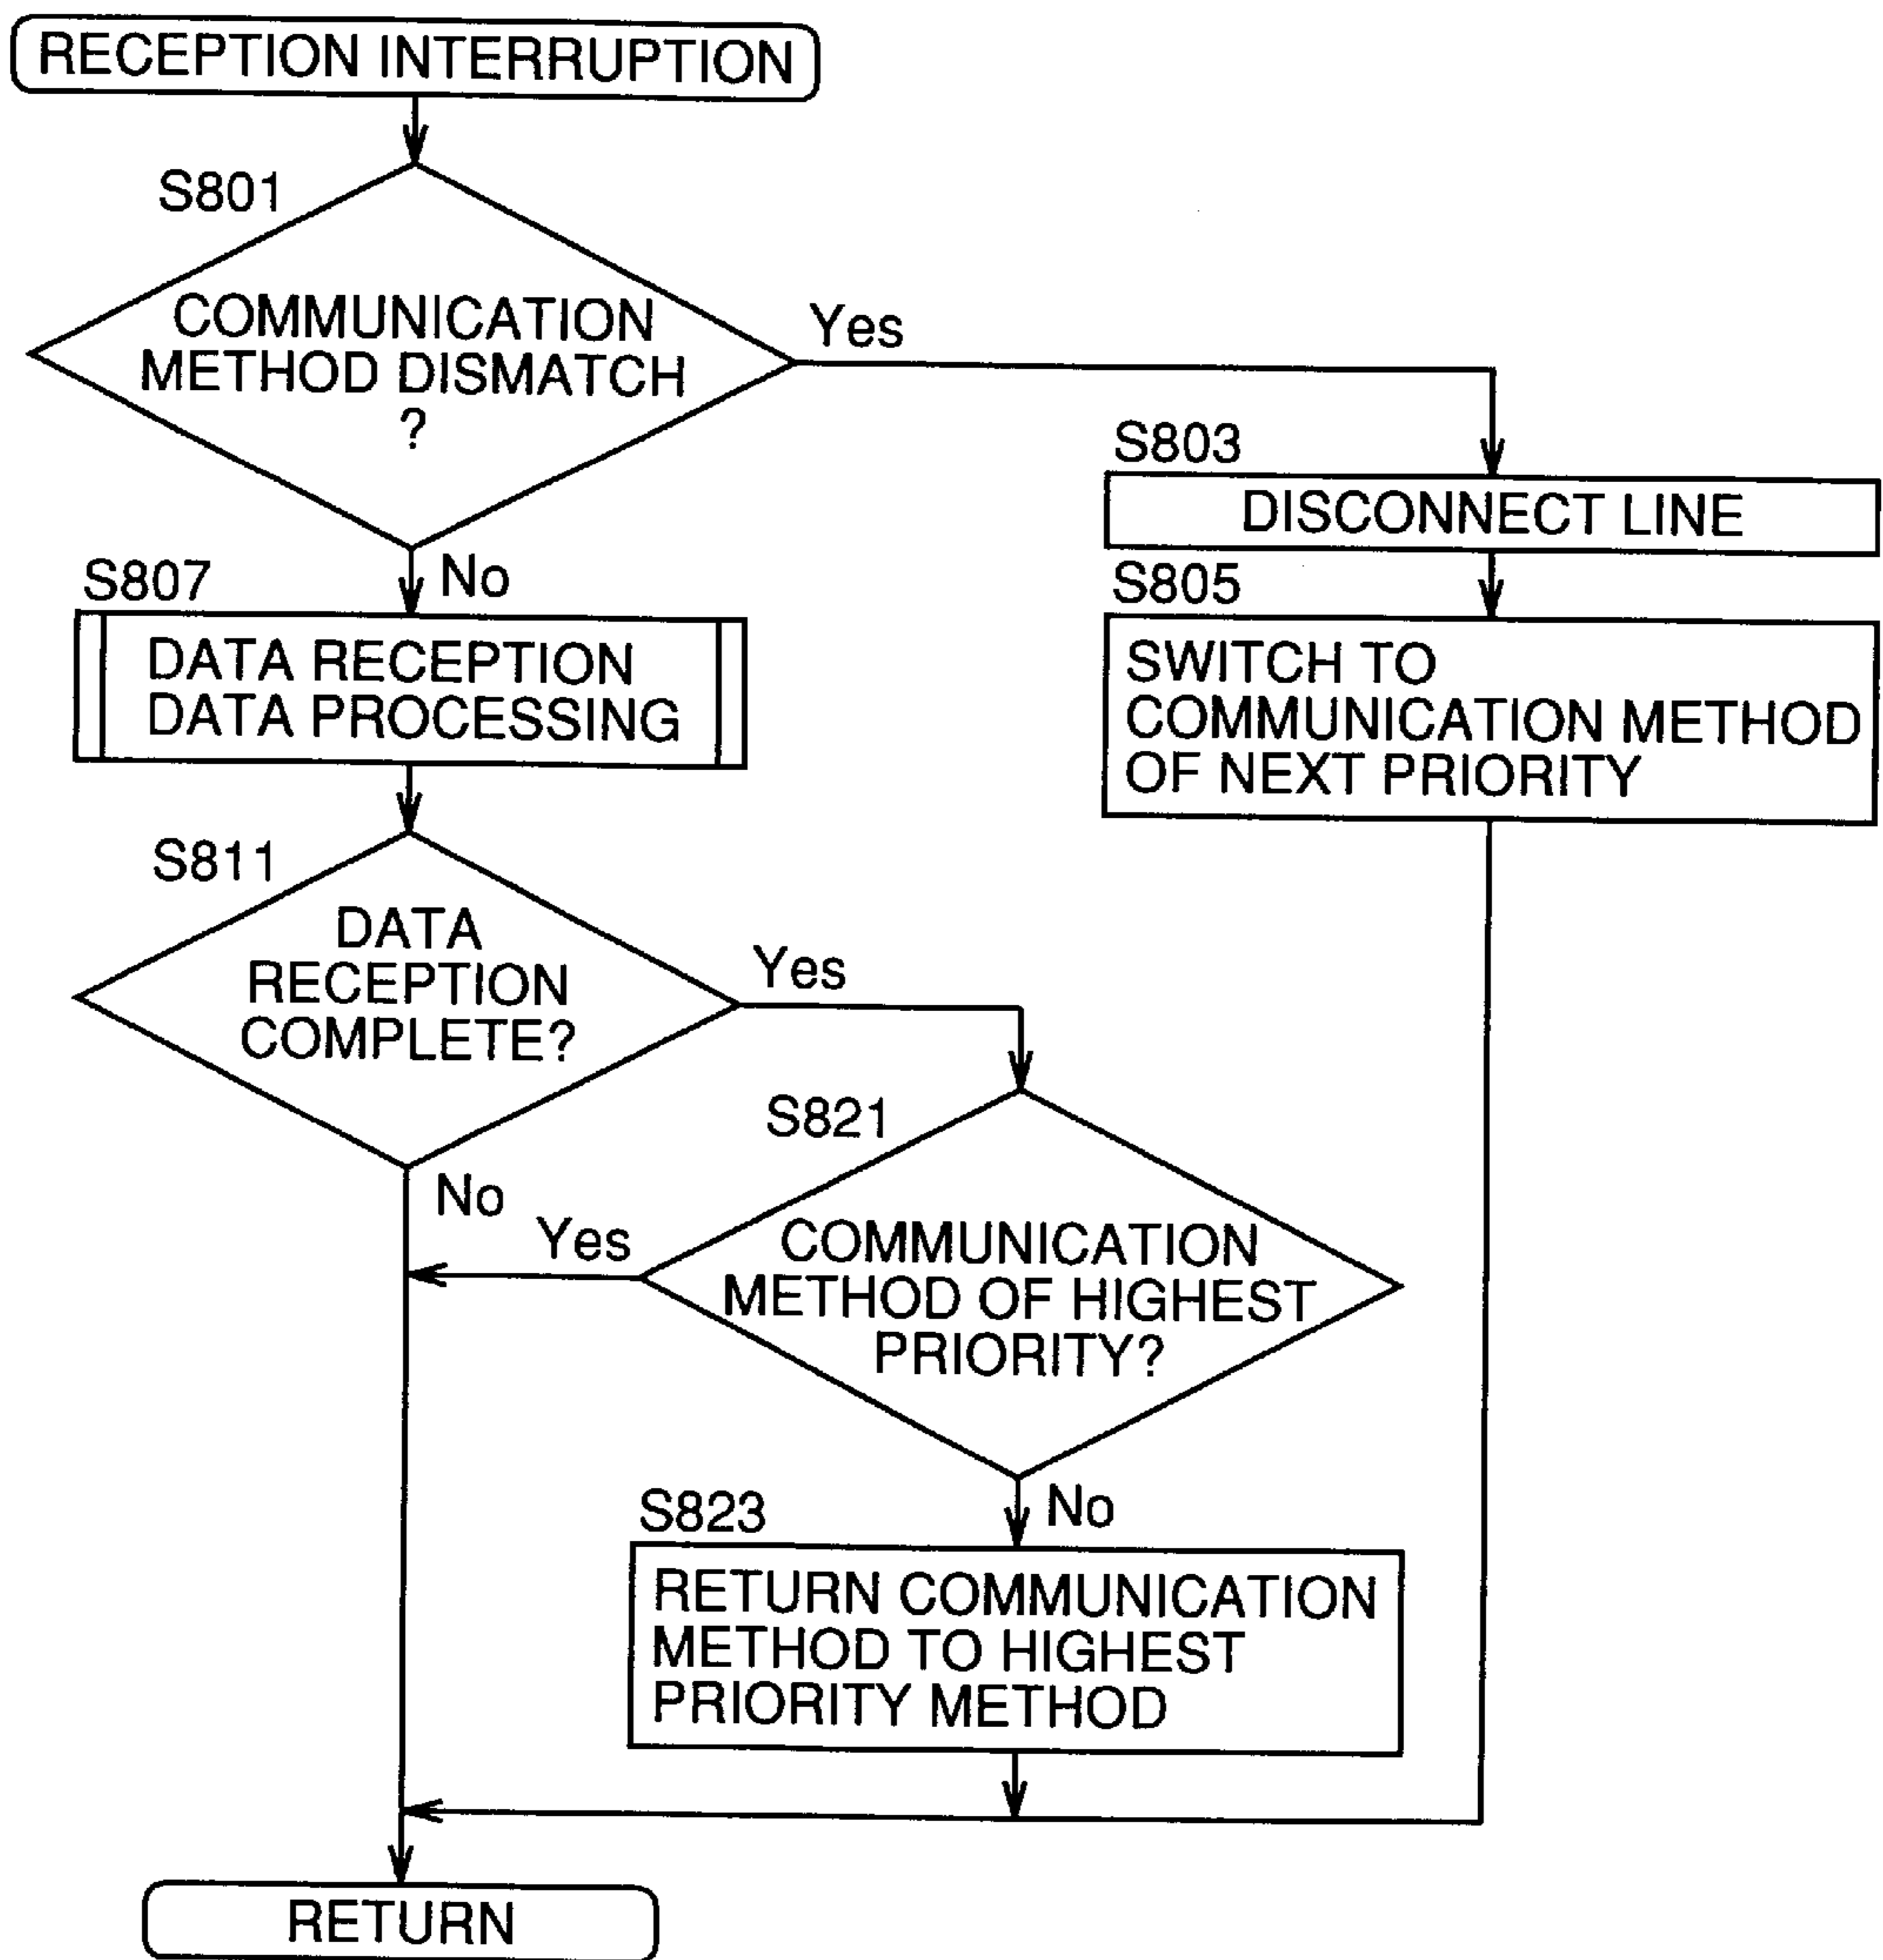 RECEPTION INTERRUPTION
S801
COMMUNICATION
METHOD DISMATCH
?
Yes
No
S803
DISCONNECT LINE
S805
SWITCH TO
COMMUNICATION METHOD
OF NEXT PRIORITY
S807
DATA RECEPTION
DATA PROCESSING
S811
DATA
RECEPTION
COMPLETE?
Yes
No
S821
COMMUNICATION
METHOD OF HIGHEST
PRIORITY?
Yes
No
S823
RETURN COMMUNICATION
METHOD TO HIGHEST
PRIORITY METHOD
RETURN